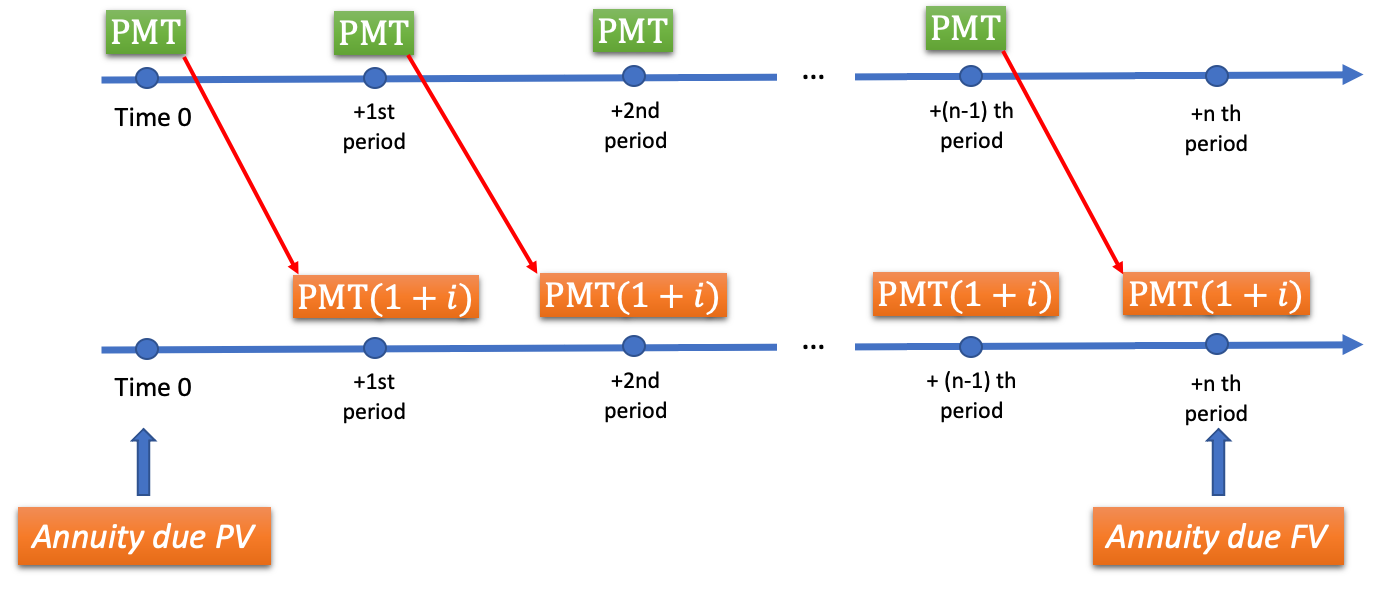 PMT PMT PMT PMT
...
Time 0 +1st period +2nd period +(n-1) th period +n th period
PMT(1 + i) PMT(1 + i) PMT(1 + i) PMT(1 + i)
...
Time 0 +1st period +2nd period + (n-1) th period +n th period
Annuity due PV Annuity due FV